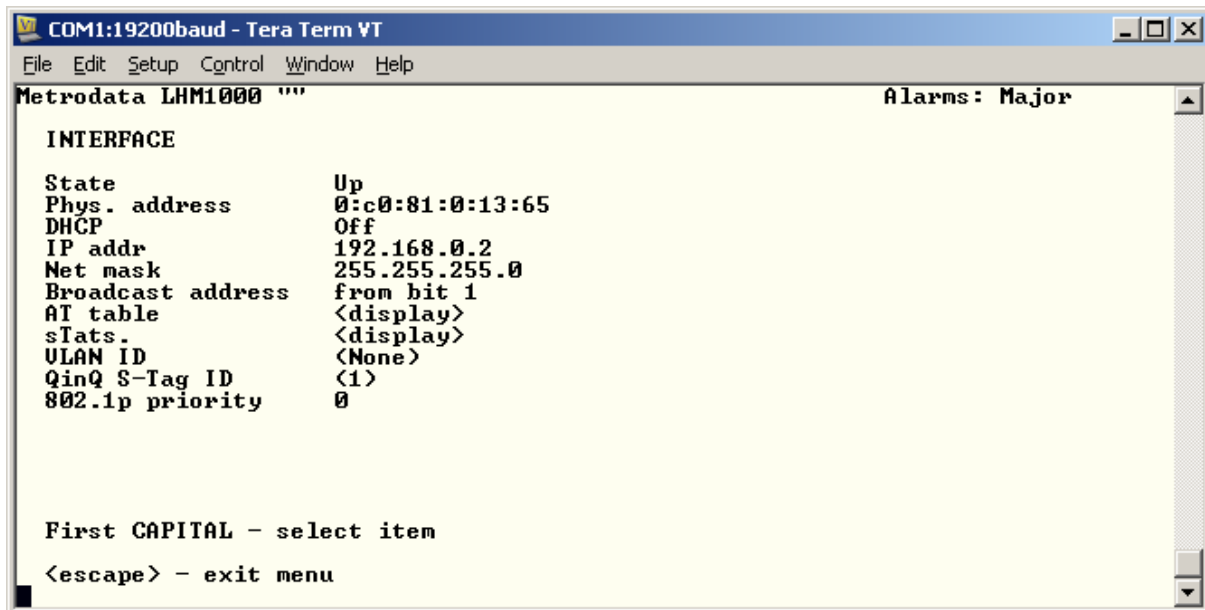 COM1:19200baud - Tera Term VT
File Edit Setup Control Window Help
Metrodata LHM1000 "" Alarms: Major
INTERFACE
State Up
Phys. address 0:c0:81:0:13:65
DHCP Off
IP addr 192.168.0.2
Net mask 255.255.255.0
Broadcast address from bit 1
AT table <display>
sTats. <display>
VLAN ID (None)
QinQ S-Tag ID (1)
802.1p priority 0
First CAPITAL - select item
<escape> - exit menu